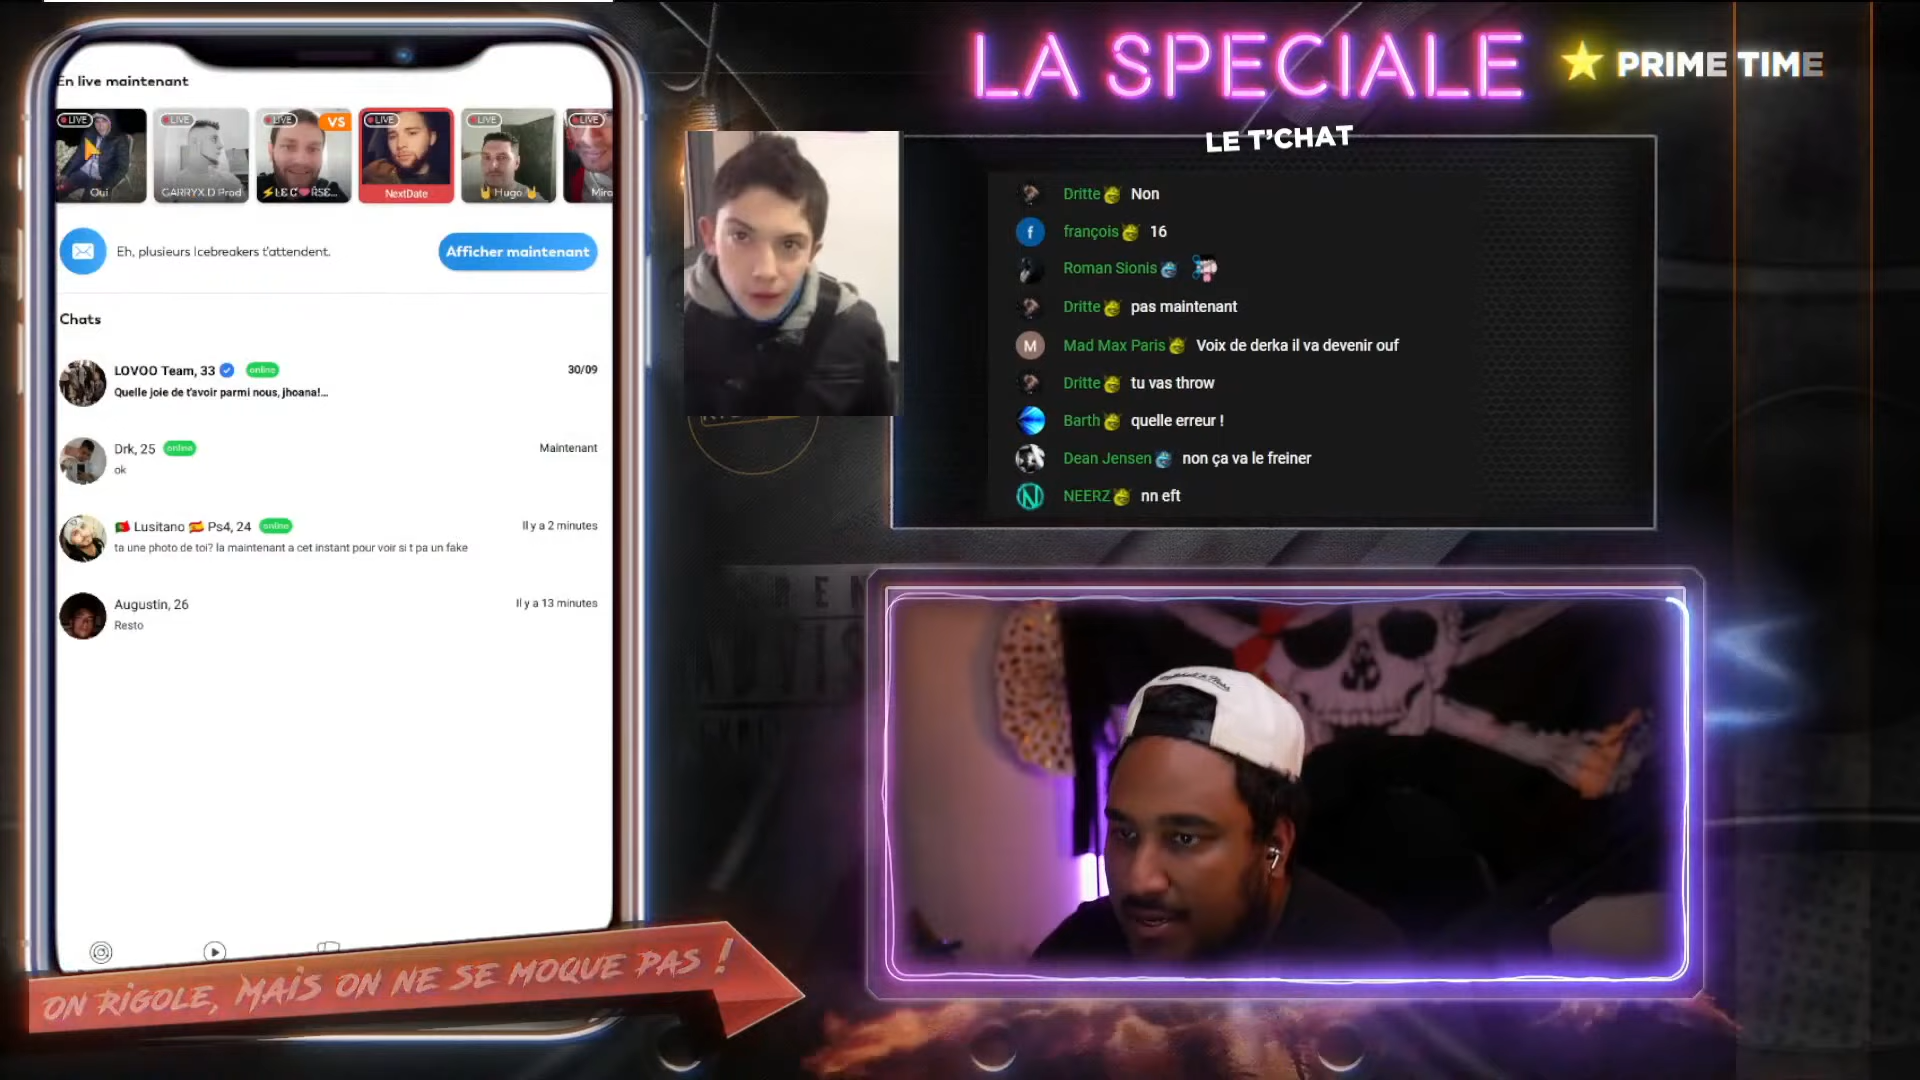 En live maintenant
LIVE
Oui
LIVE
CARRYX.D Prod
LIVE
VS
LIVE
NextDate
LIVE
Hugo
LIVE
Eh, plusieurs Icebreakers t'attendent.
Afficher maintenant
Chats
LOVOO Team, 33 online 30/09
Quelle joie de t'avoir parmi nous, jhoana!...
Drk, 25 online Maintenant
ok
🇵🇹 Lusitano 🇪🇸 Ps4, 24 online Il y a 2 minutes
ta une photo de toi? la maintenant a cet instant pour voir si t pa un fake
Augustin, 26 Il y a 13 minutes
Resto
ON RIGOLE, MAIS ON NE SE MOQUE PAS !
LA SPECIALE
PRIME TIME
LE T'CHAT
Dritte Non
françois 16
Roman Sionis
Dritte pas maintenant
M Mad Max Paris Voix de derka il va devenir ouf
Dritte tu vas throw
Barth quelle erreur !
Dean Jensen non ça va le freiner
NEERZ nn eft